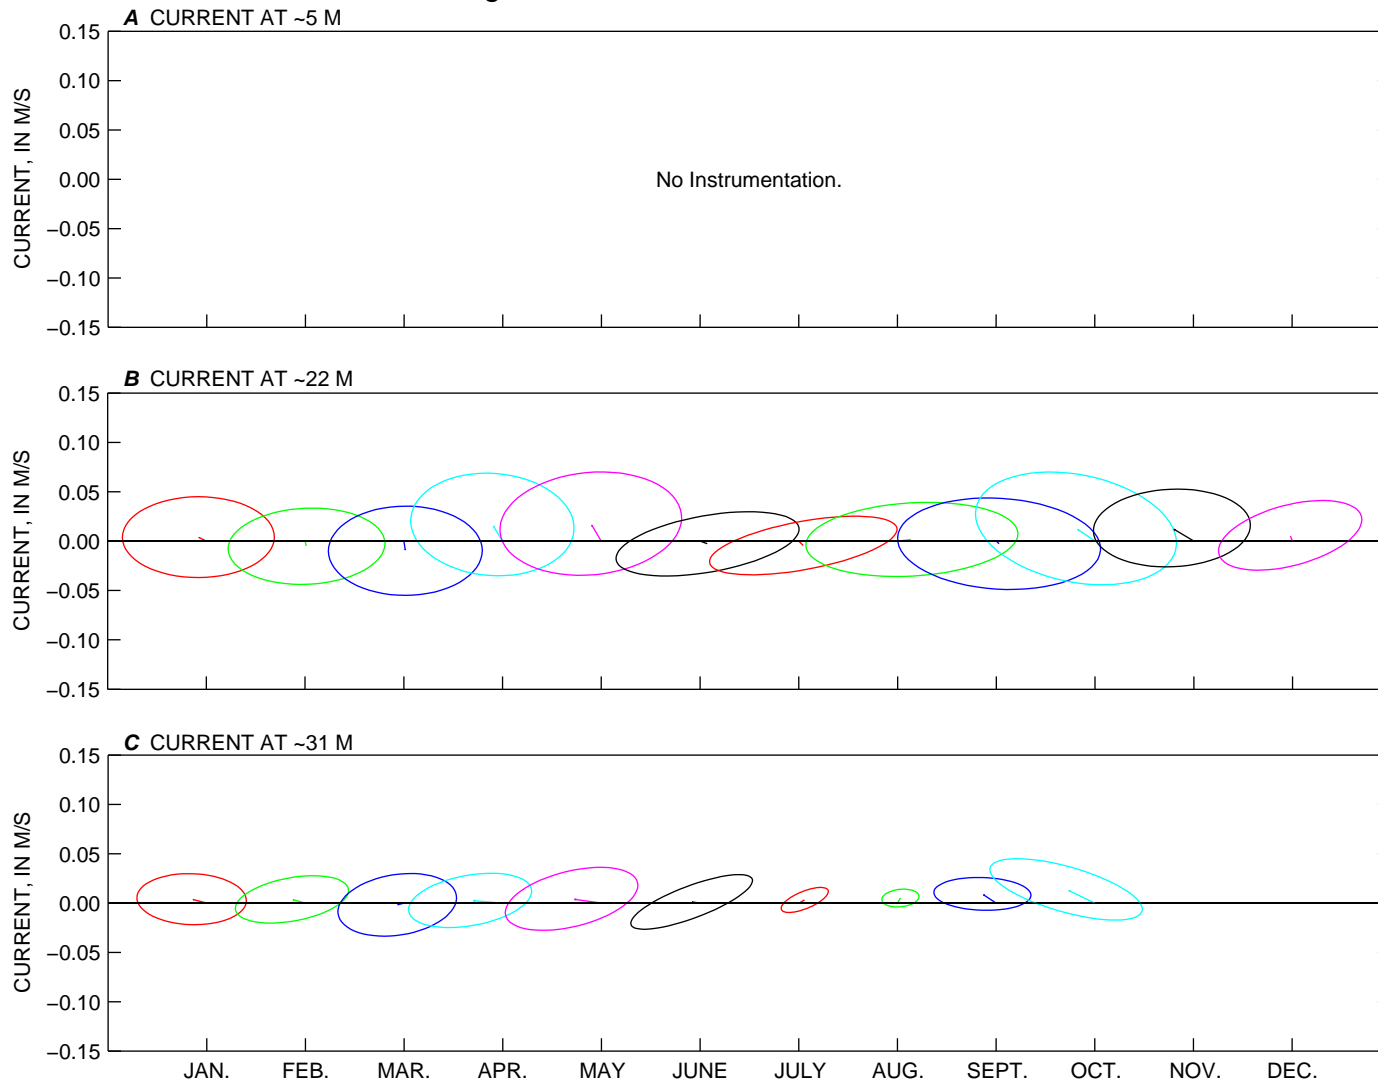 A CURRENT AT ~5 M
0.15
0.10
0.05
0.00
−0.05
−0.10
−0.15
CURRENT, IN M/S
No Instrumentation.
B CURRENT AT ~22 M
0.15
0.10
0.05
0.00
−0.05
−0.10
−0.15
CURRENT, IN M/S
C CURRENT AT ~31 M
0.15
0.10
0.05
0.00
−0.05
−0.10
−0.15
CURRENT, IN M/S
JAN. FEB. MAR. APR. MAY JUNE JULY AUG. SEPT. OCT. NOV. DEC.